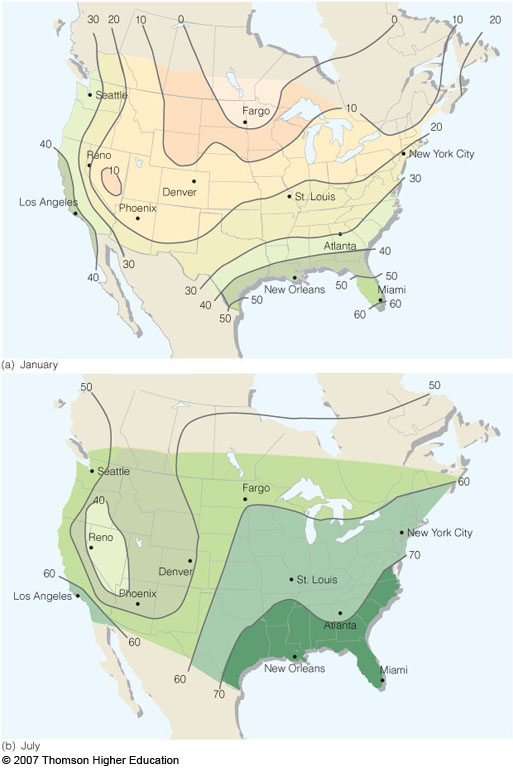 30 20 10 0 0 10 20
Seattle
Fargo
10
20
40
Reno
New York City
10
Denver
30
St. Louis
Los Angeles
Phoenix
Atlanta
40
30
40
30
New Orleans
50
50
Miami
40
50
60
60
(a) January
50
50
Seattle
60
Fargo
40
New York City
Reno
70
60
Denver
St. Louis
Los Angeles
Phoenix
Atlanta
60
60
New Orleans
Miami
70
(b) July
© 2007 Thomson Higher Education